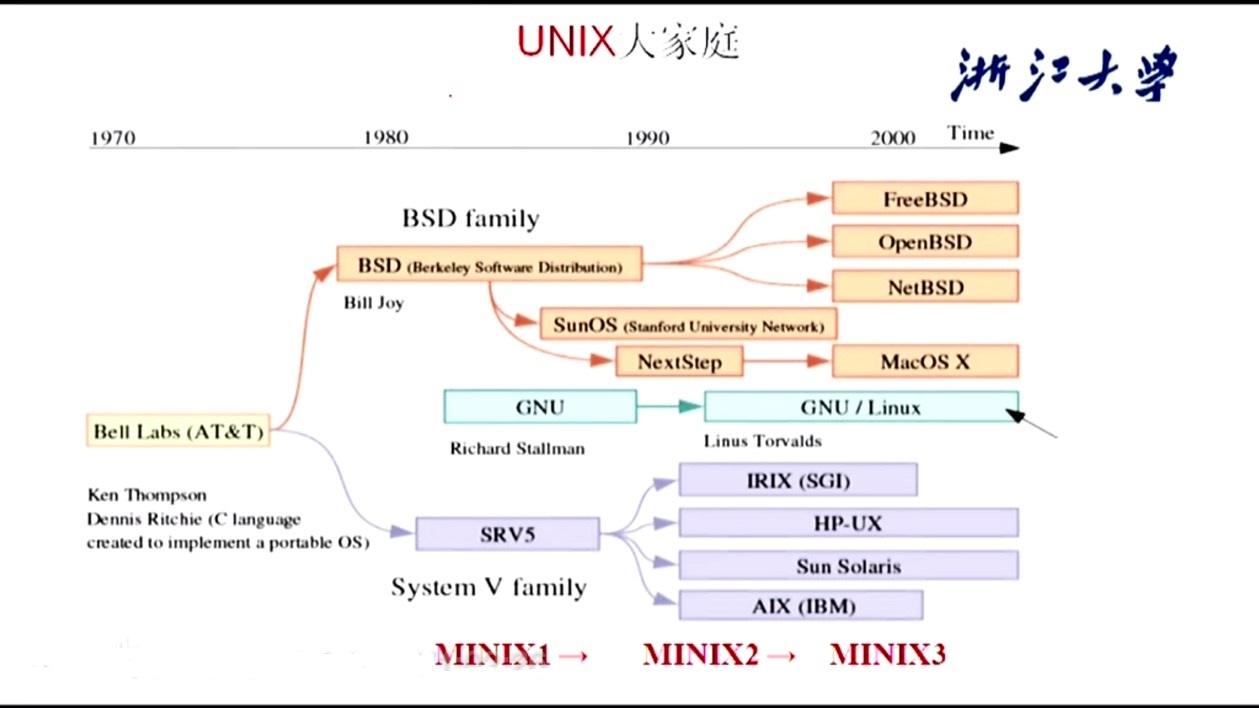 UNIX大家庭
浙江大学
1970 1980 1990 2000 Time
BSD family
FreeBSD
OpenBSD
BSD (Berkeley Software Distribution)
NetBSD
Bill Joy
SunOS (Stanford University Network)
NextStep
MacOS X
GNU
GNU / Linux
Bell Labs (AT&T)
Richard Stallman
Linus Torvalds
Ken Thompson
Dennis Ritchie (C language
created to implement a portable OS)
IRIX (SGI)
HP-UX
SRV5
Sun Solaris
System V family
AIX (IBM)
MINIX1 → MINIX2 → MINIX3